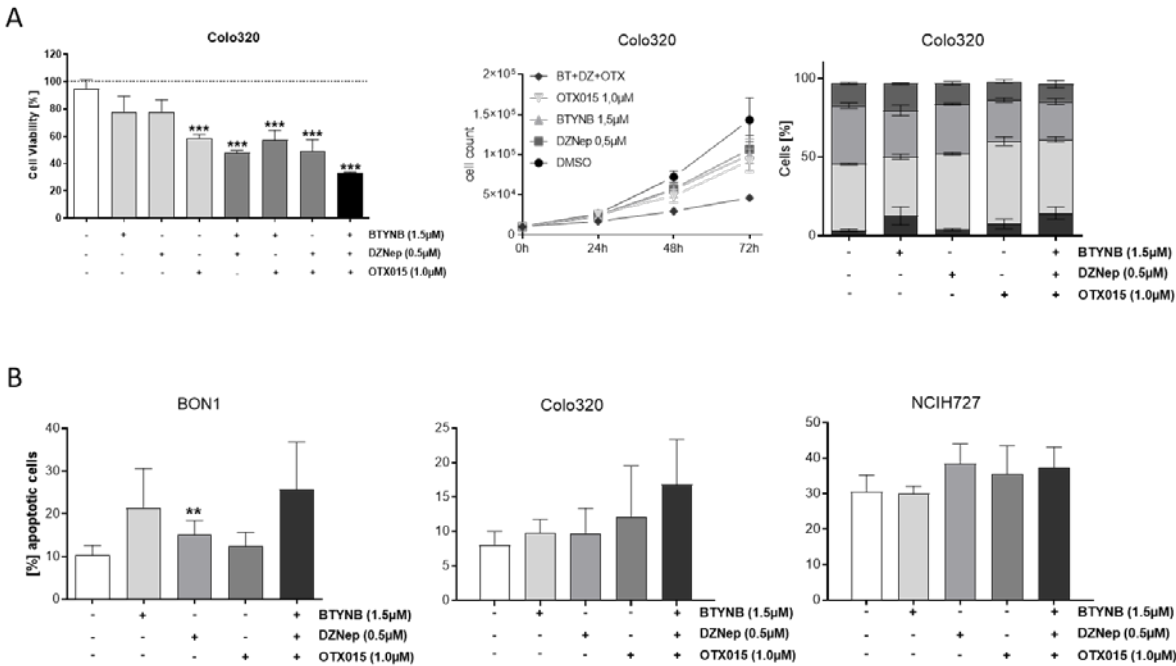 A
Colo320
Cell Viability [%]
120
100
80
60
40
20
0
*** *** *** *** ***
- + - - + + - + BTYNB (1.5μM)
- - + - + - + + DZNep (0.5μM)
- - - + - + + + OTX015 (1.0μM)
Colo320
cell count
2×10⁵
1.5×10⁵
1×10⁵
5×10⁴
0
0h 24h 48h 72h
BT+DZ+OTX
OTX015 1,0μM
BTYNB 1,5μM
DZNep 0,5μM
DMSO
Colo320
Cells [%]
100
50
0
- + - - + BTYNB (1.5μM)
- - + - + DZNep (0.5μM)
- - - + + OTX015 (1.0μM)
B
BON1
[%] apoptotic cells
40
30
20
10
0
**
- + - - + BTYNB (1.5μM)
- - + - + DZNep (0.5μM)
- - - + + OTX015 (1.0μM)
Colo320
25
20
15
10
5
0
- + - - + BTYNB (1.5μM)
- - + - + DZNep (0.5μM)
- - - + + OTX015 (1.0μM)
NCIH727
50
40
30
20
10
0
- + - - + BTYNB (1.5μM)
- - + - + DZNep (0.5μM)
- - - + + OTX015 (1.0μM)